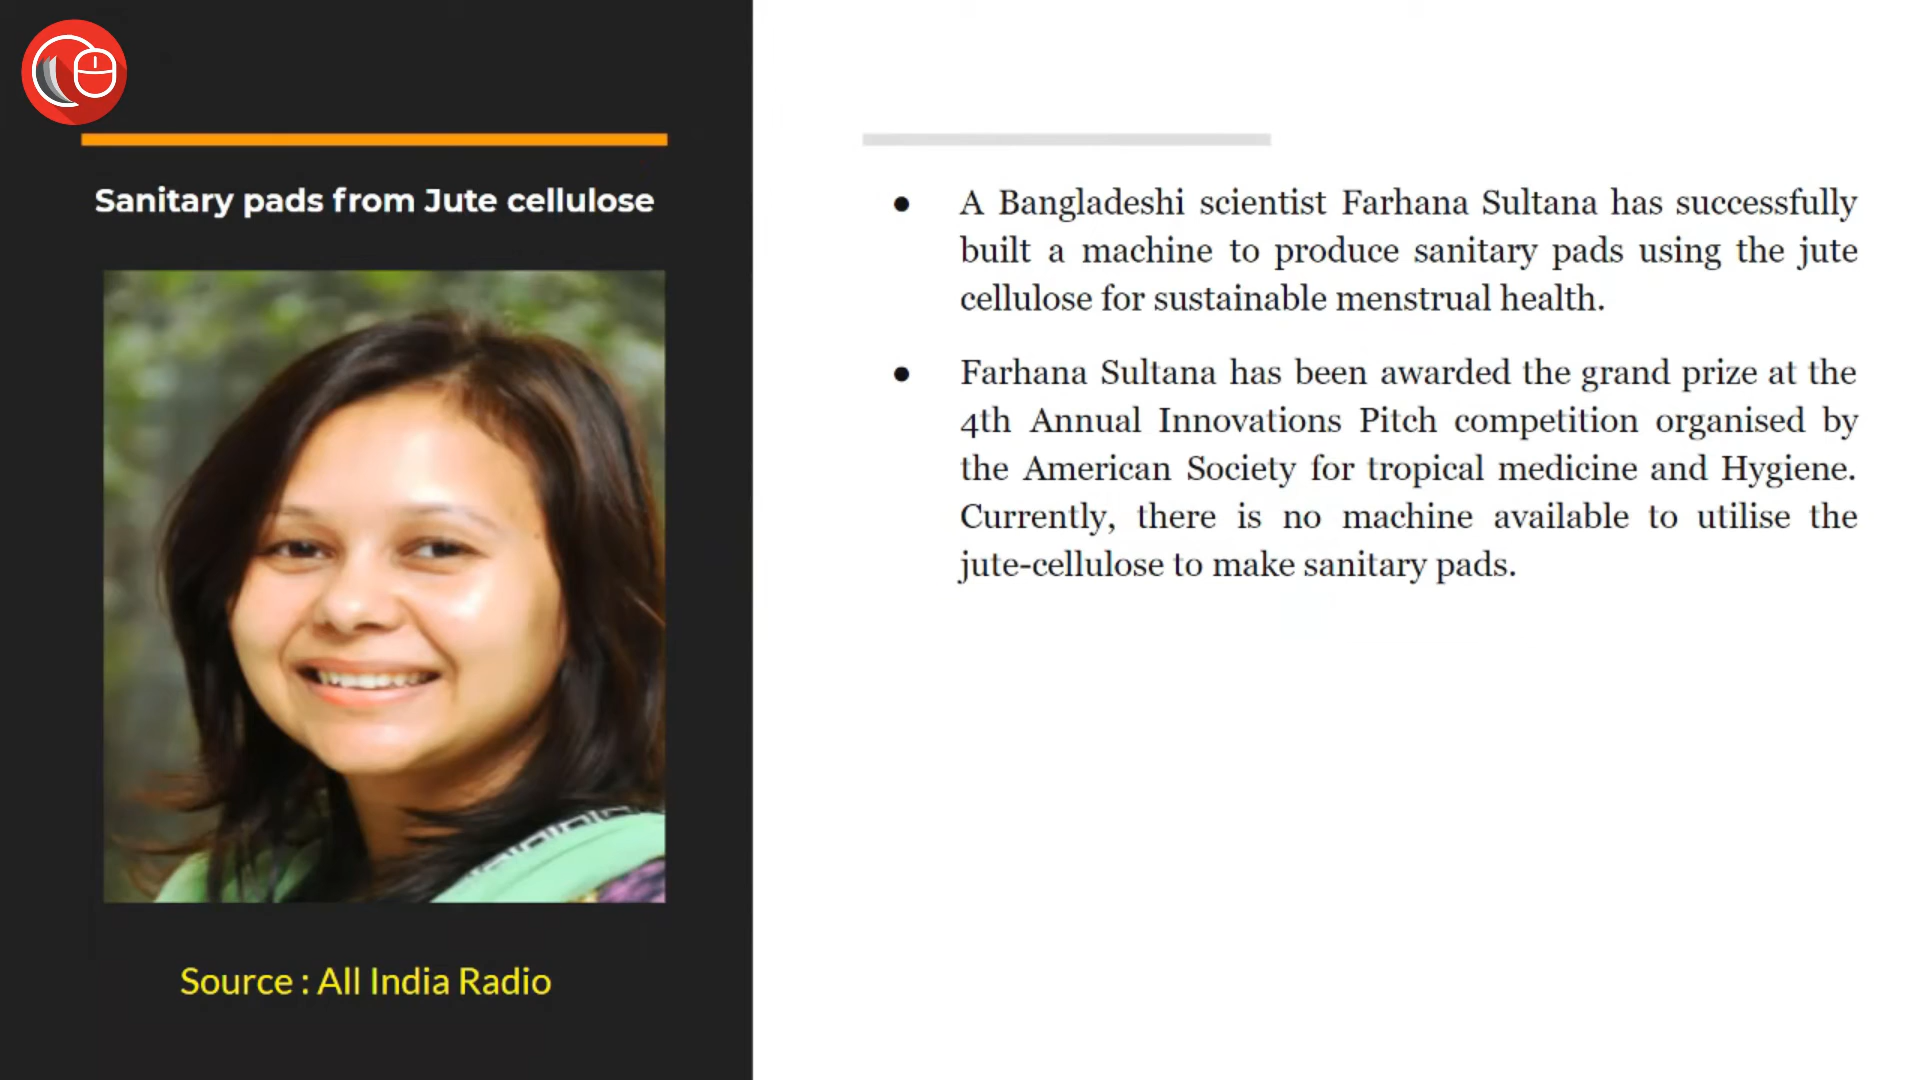 Sanitary pads from Jute cellulose
Source : All India Radio
● A Bangladeshi scientist Farhana Sultana has successfully
built a machine to produce sanitary pads using the jute
cellulose for sustainable menstrual health.
● Farhana Sultana has been awarded the grand prize at the
4th Annual Innovations Pitch competition organised by
the American Society for tropical medicine and Hygiene.
Currently, there is no machine available to utilise the
jute-cellulose to make sanitary pads.